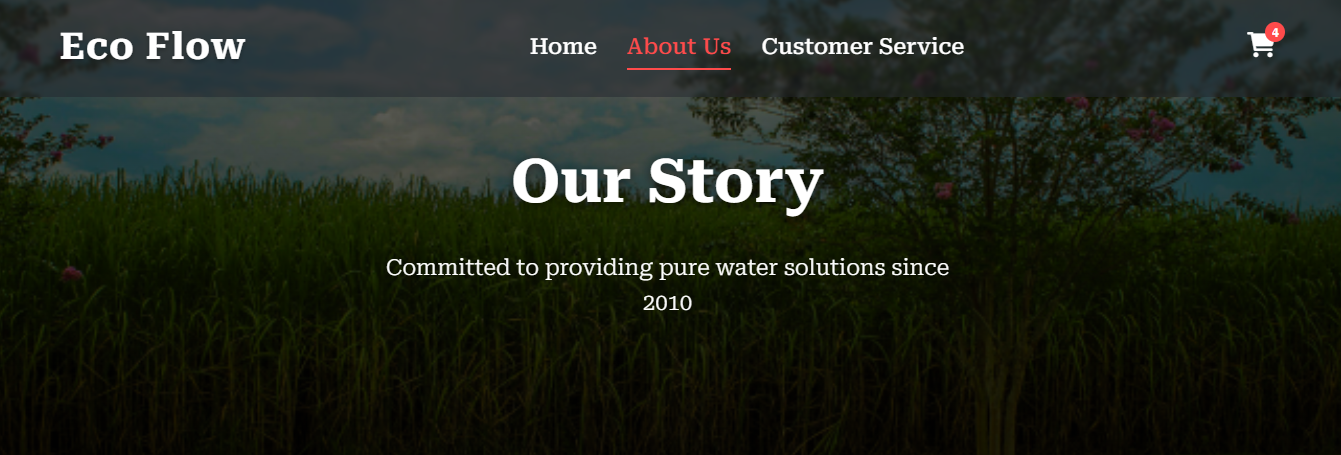 Eco Flow
Home
About Us
Customer Service
4
Our Story
Committed to providing pure water solutions since
2010